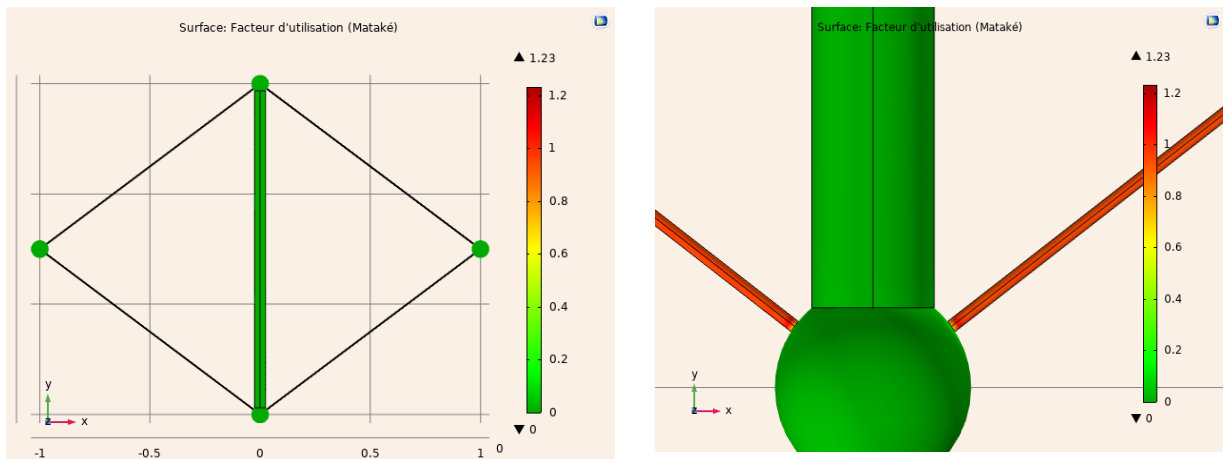 Surface: Facteur d'utilisation (Mataké)
▲ 1.23
1.2
1
0.8
0.6
0.4
0.2
0
▼ 0
y
z x
-1 -0.5 0 0.5 1 0
Surface: Facteur d'utilisation (Mataké)
▲ 1.23
1.2
1
0.8
0.6
0.4
0.2
0
▼ 0
y
z x